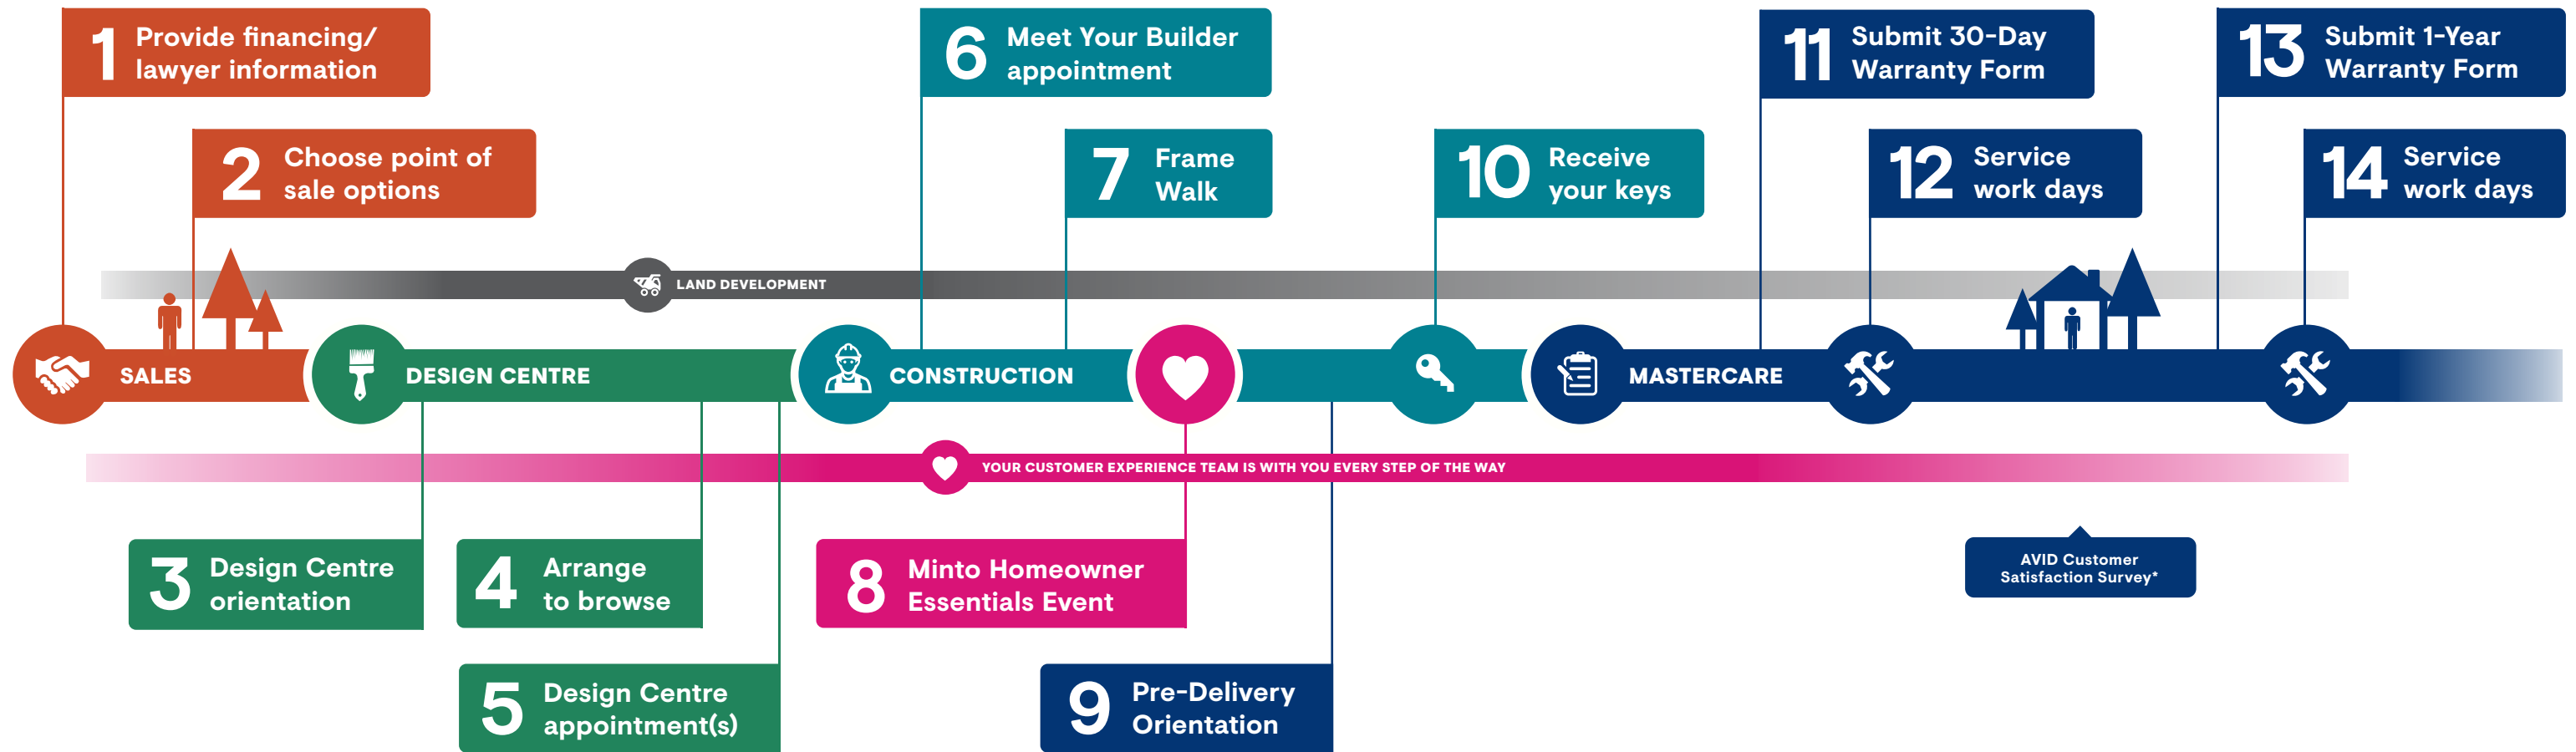 1 Provide financing/
lawyer information
2 Choose point of
sale options
6 Meet Your Builder
appointment
7 Frame
Walk
10 Receive
your keys
11 Submit 30-Day
Warranty Form
12 Service
work days
13 Submit 1-Year
Warranty Form
14 Service
work days
LAND DEVELOPMENT
SALES
DESIGN CENTRE
CONSTRUCTION
MASTERCARE
YOUR CUSTOMER EXPERIENCE TEAM IS WITH YOU EVERY STEP OF THE WAY
3 Design Centre
orientation
4 Arrange
to browse
5 Design Centre
appointment(s)
8 Minto Homeowner
Essentials Event
9 Pre-Delivery
Orientation
AVID Customer
Satisfaction Survey*